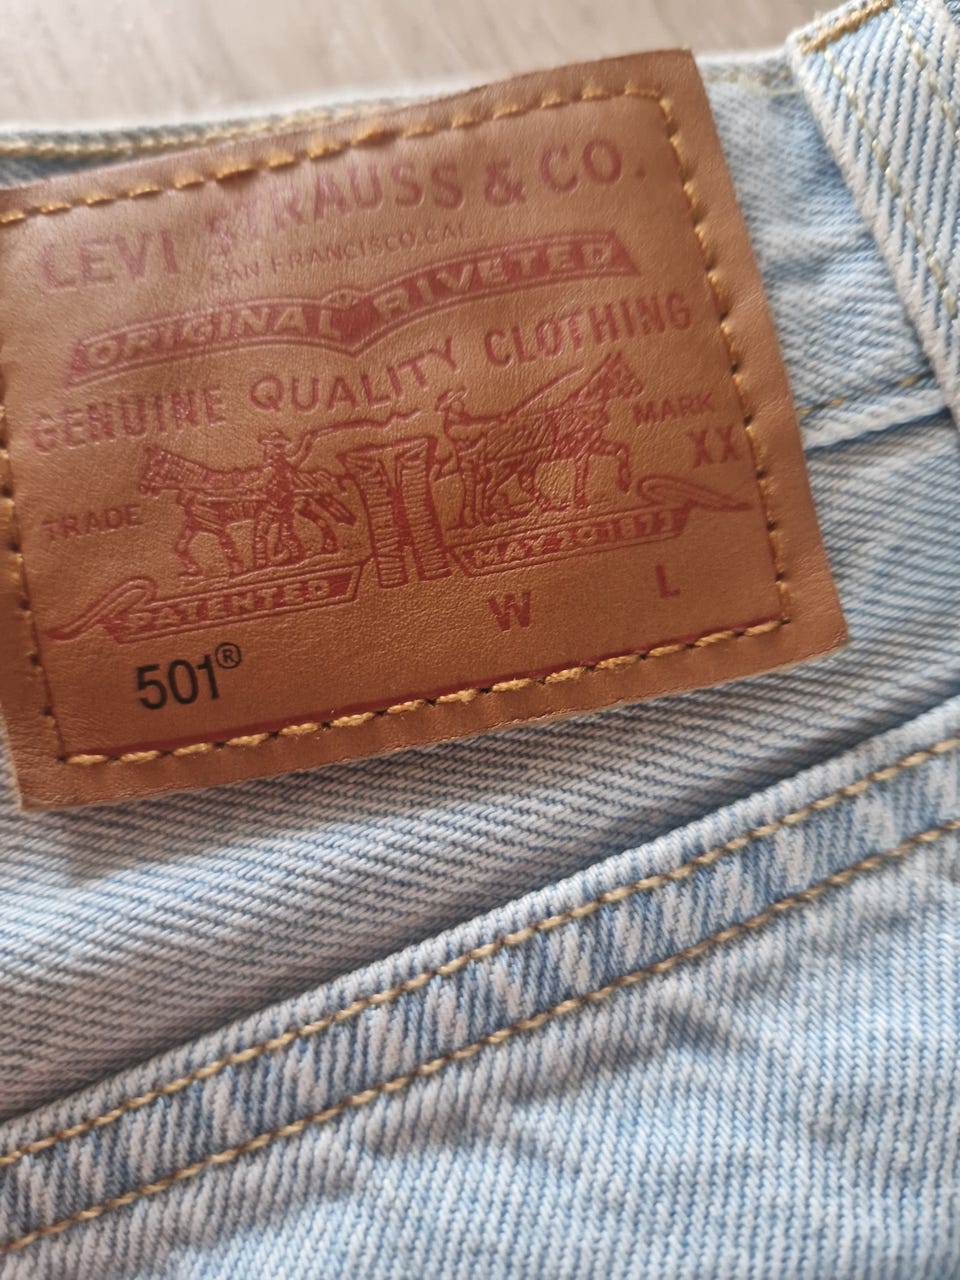 LEVI STRAUSS & CO.
SAN FRANCISCO, CAL.
ORIGINAL ® RIVETED
GENUINE QUALITY CLOTHING
TRADE MARK
XX
PATENTED MAY 20 1873
W L
501®